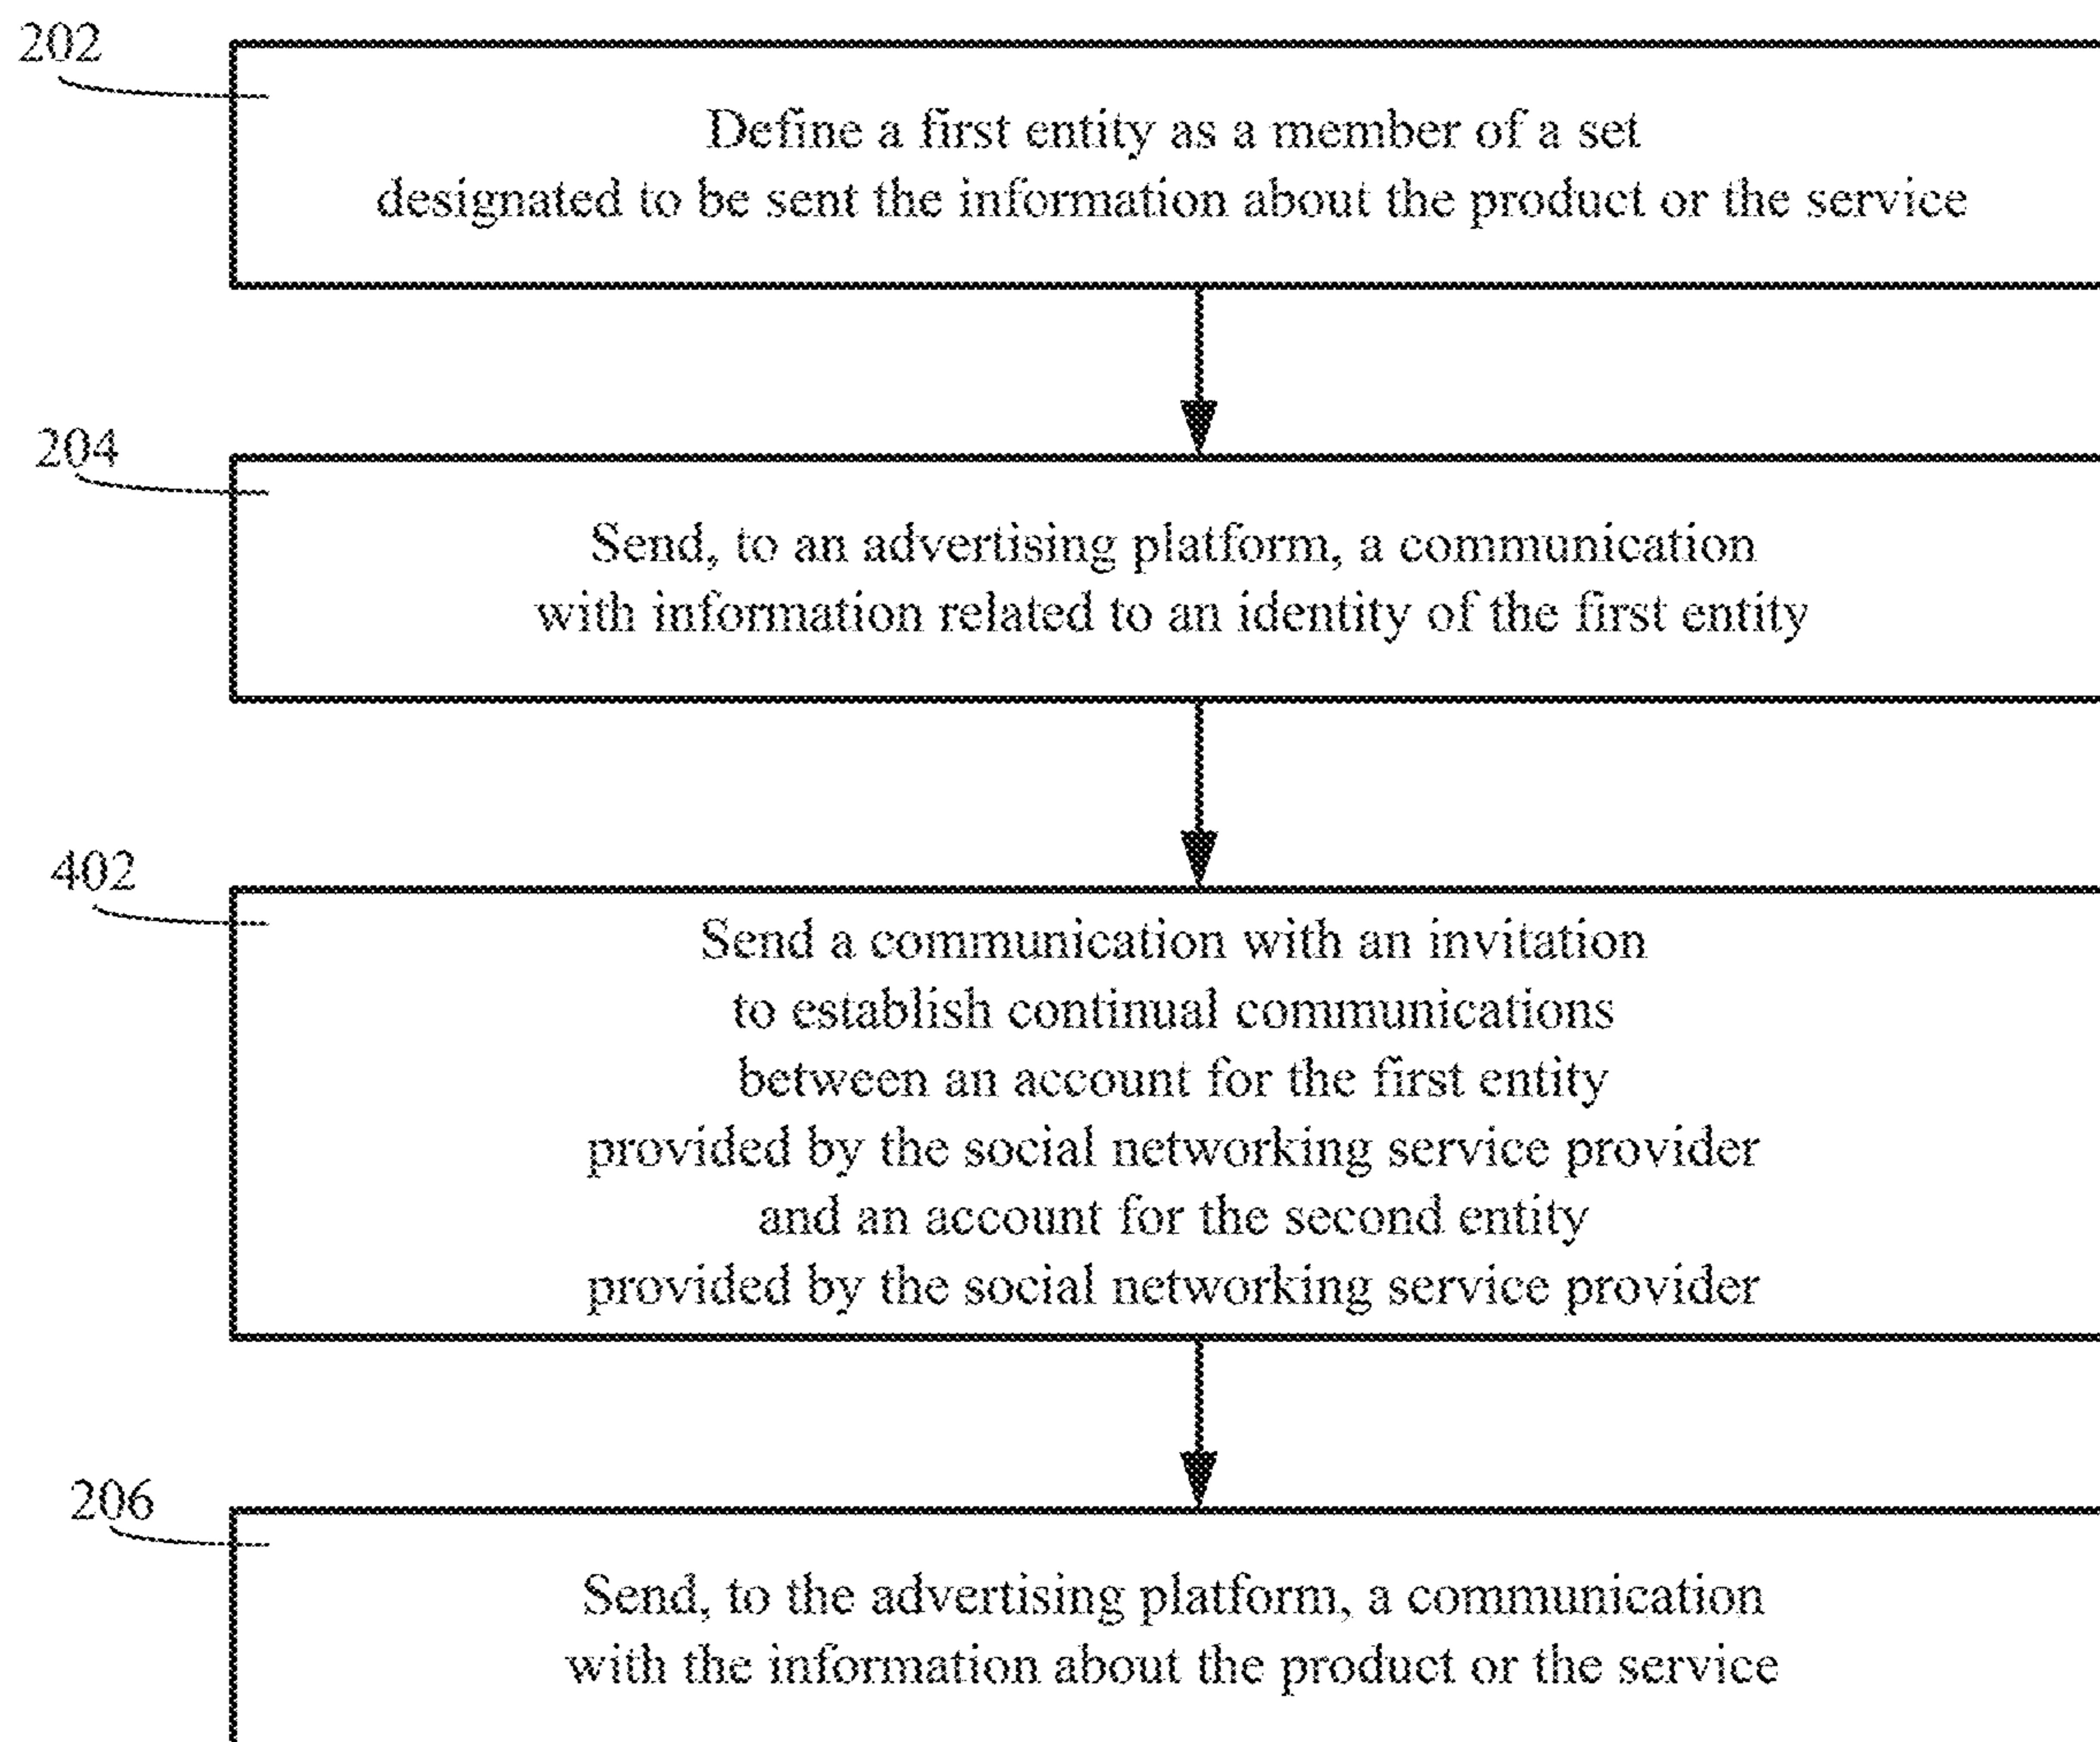 202
Define a first entity as a member of a set
designated to be sent the information about the product or the service
204
Send, to an advertising platform, a communication
with information related to an identity of the first entity
402
Send a communication with an invitation
to establish continual communications
between an account for the first entity
provided by the social networking service provider
and an account for the second entity
provided by the social networking service provider
206
Send, to the advertising platform, a communication
with the information about the product or the service